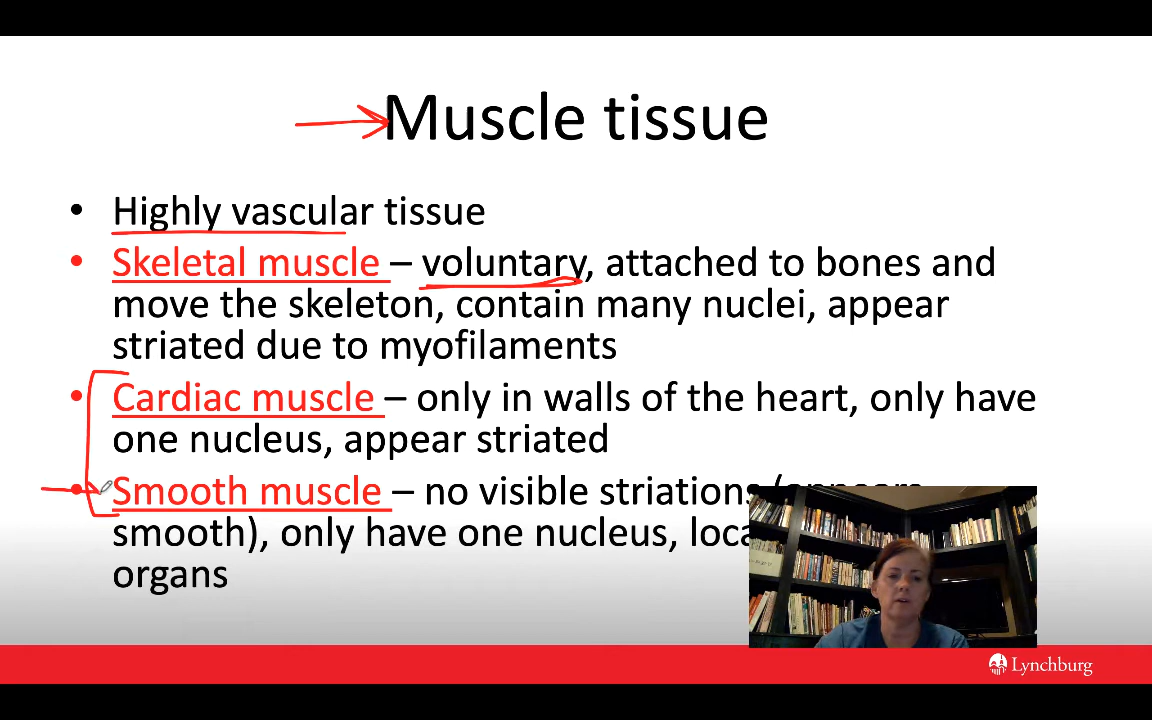 Muscle tissue
• Highly vascular tissue
• Skeletal muscle – voluntary, attached to bones and
move the skeleton, contain many nuclei, appear
striated due to myofilaments
• Cardiac muscle – only in walls of the heart, only have
one nucleus, appear striated
• Smooth muscle – no visible striations (appears
smooth), only have one nucleus,
organs
Lynchburg